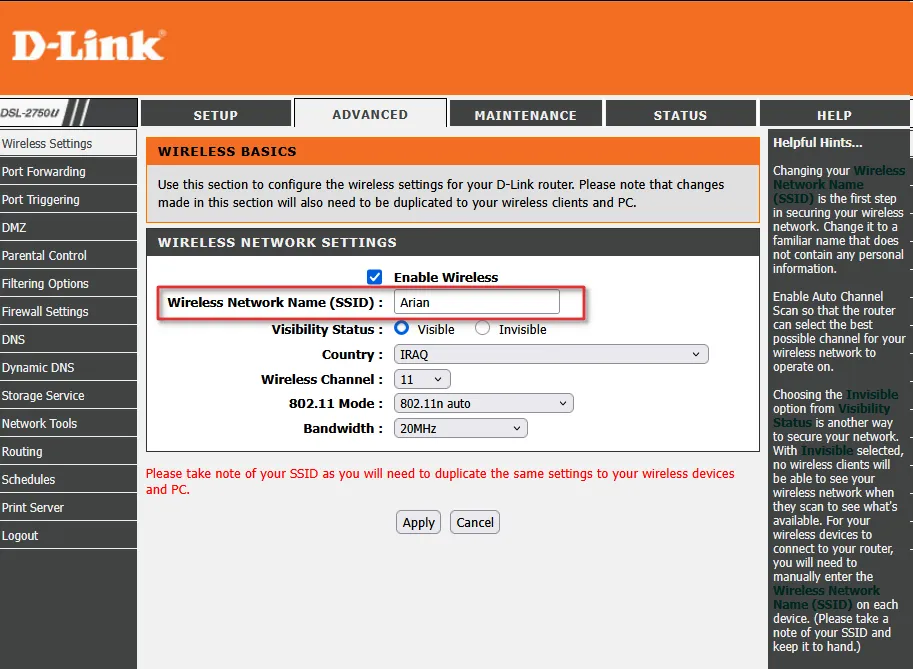 D-Link
DSL-2750U
SETUP
ADVANCED
MAINTENANCE
STATUS
HELP
Wireless Settings
Port Forwarding
Port Triggering
DMZ
Parental Control
Filtering Options
Firewall Settings
DNS
Dynamic DNS
Storage Service
Network Tools
Routing
Schedules
Print Server
Logout
WIRELESS BASICS
Use this section to configure the wireless settings for your D-Link router. Please note that changes
made in this section will also need to be duplicated to your wireless clients and PC.
WIRELESS NETWORK SETTINGS
Enable Wireless
Wireless Network Name (SSID) : Arian
Visibility Status : Visible Invisible
Country : IRAQ
Wireless Channel : 11
802.11 Mode : 802.11n auto
Bandwidth : 20MHz
Please take note of your SSID as you will need to duplicate the same settings to your wireless devices
and PC.
Apply Cancel
Helpful Hints...
Changing your Wireless
Network Name
(SSID) is the first step
in securing your wireless
network. Change it to a
familiar name that does
not contain any personal
information.
Enable Auto Channel
Scan so that the router
can select the best
possible channel for your
wireless network to
operate on.
Choosing the Invisible
option from Visibility
Status is another way
to secure your network.
With Invisible selected,
no wireless clients will
be able to see your
wireless network when
they scan to see what's
available. For your
wireless devices to
connect to your router,
you will need to
manually enter the
Wireless Network
Name (SSID) on each
device. (Please take a
note of your SSID and
keep it to hand.)